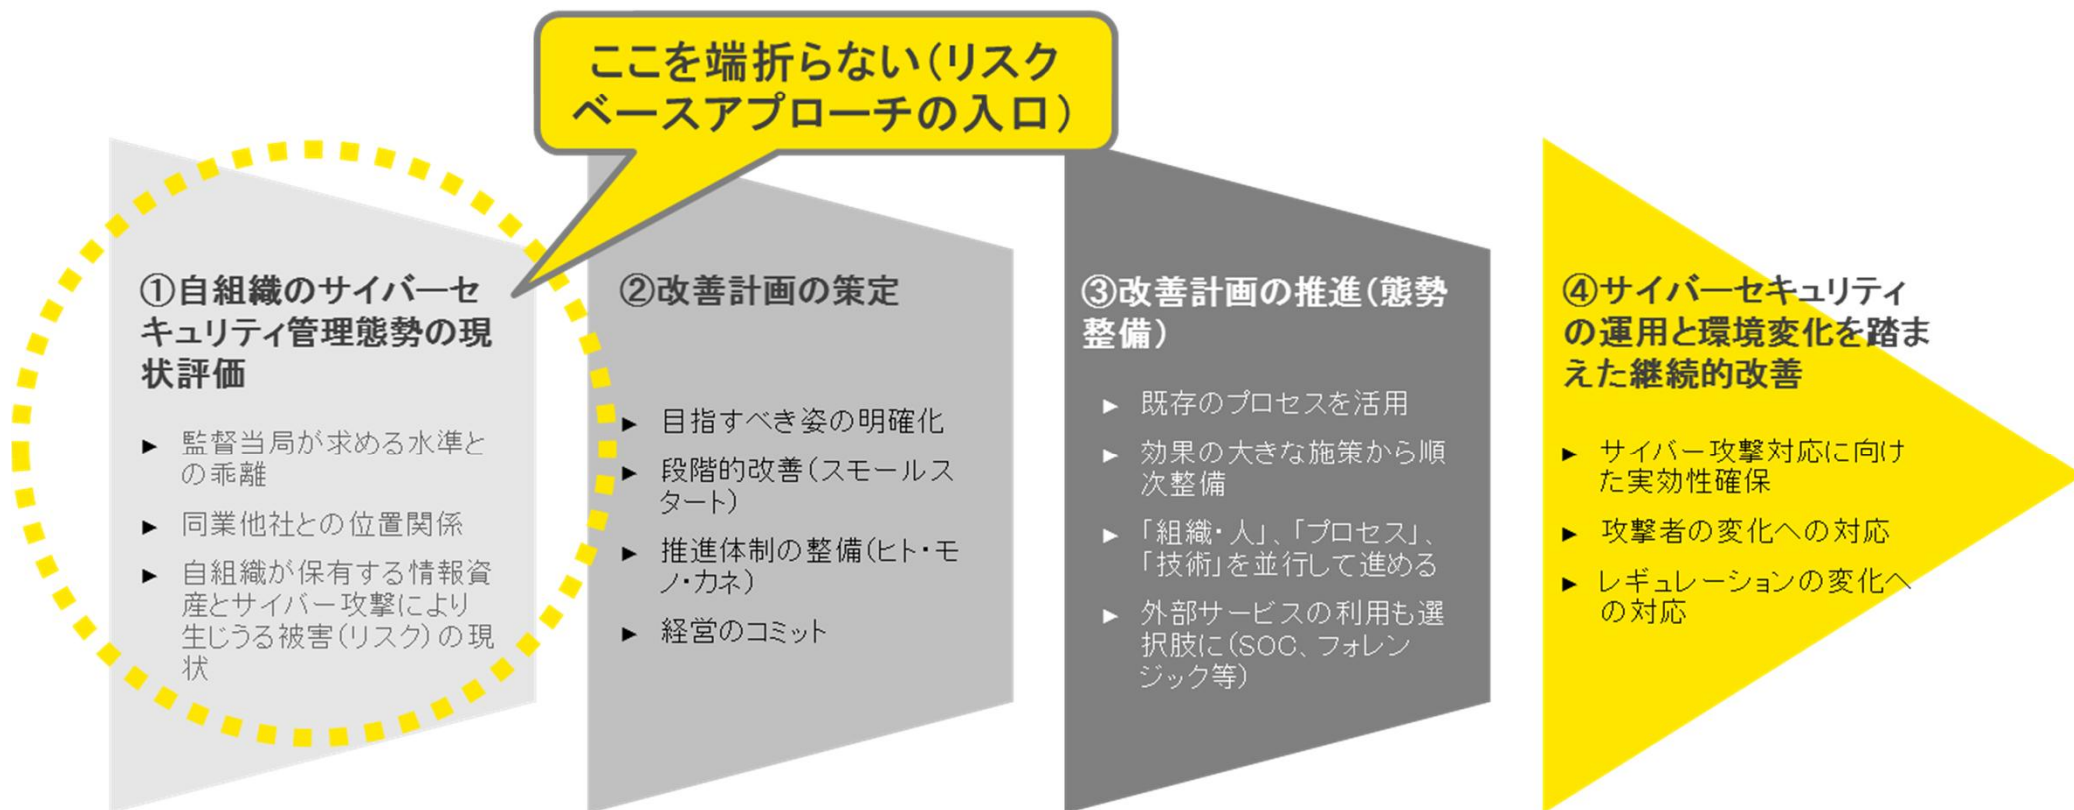 ここを端折らない（リスク
ベースアプローチの入口）
①自組織のサイバーセ
キュリティ管理態勢の現
状評価
► 監督当局が求める水準と
の乖離
► 同業他社との位置関係
► 自組織が保有する情報資
産とサイバー攻撃により
生じうる被害（リスク）の現
状
②改善計画の策定
► 目指すべき姿の明確化
► 段階的改善（スモールス
タート）
► 推進体制の整備（ヒト・モ
ノ・カネ）
► 経営のコミット
③改善計画の推進（態勢
整備）
► 既存のプロセスを活用
► 効果の大きな施策から順
次整備
► 「組織・人」、「プロセス」、
「技術」を並行して進める
► 外部サービスの利用も選
択肢に（SOC、フォレン
ジック等）
④サイバーセキュリティ
の運用と環境変化を踏ま
えた継続的改善
► サイバー攻撃対応に向け
た実効性確保
► 攻撃者の変化への対応
► レギュレーションの変化へ
の対応